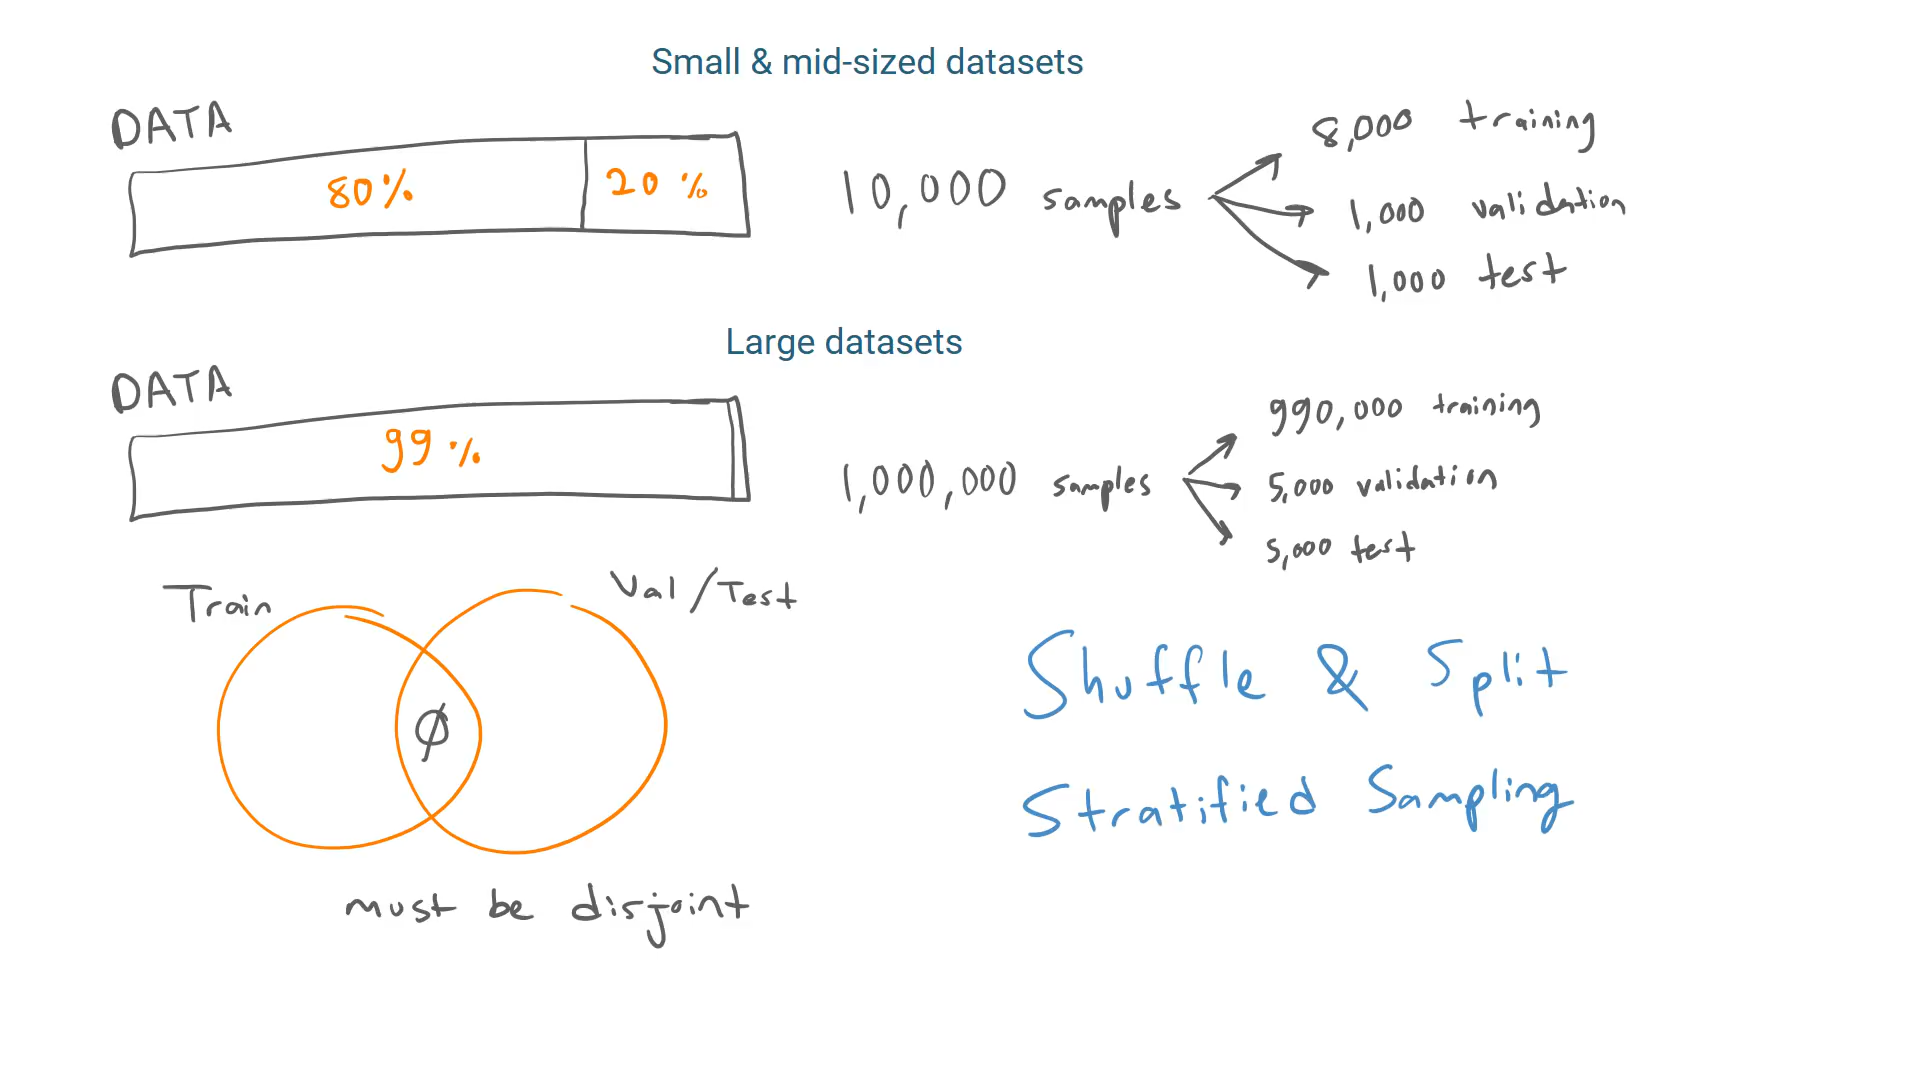 Small & mid-sized datasets
DATA
80% 20%
10,000 samples
8,000 training
1,000 validation
1,000 test
Large datasets
DATA
99%
1,000,000 samples
990,000 training
5,000 validation
5,000 test
Train
Val/Test
∅
must be disjoint
Shuffle & Split
Stratified Sampling